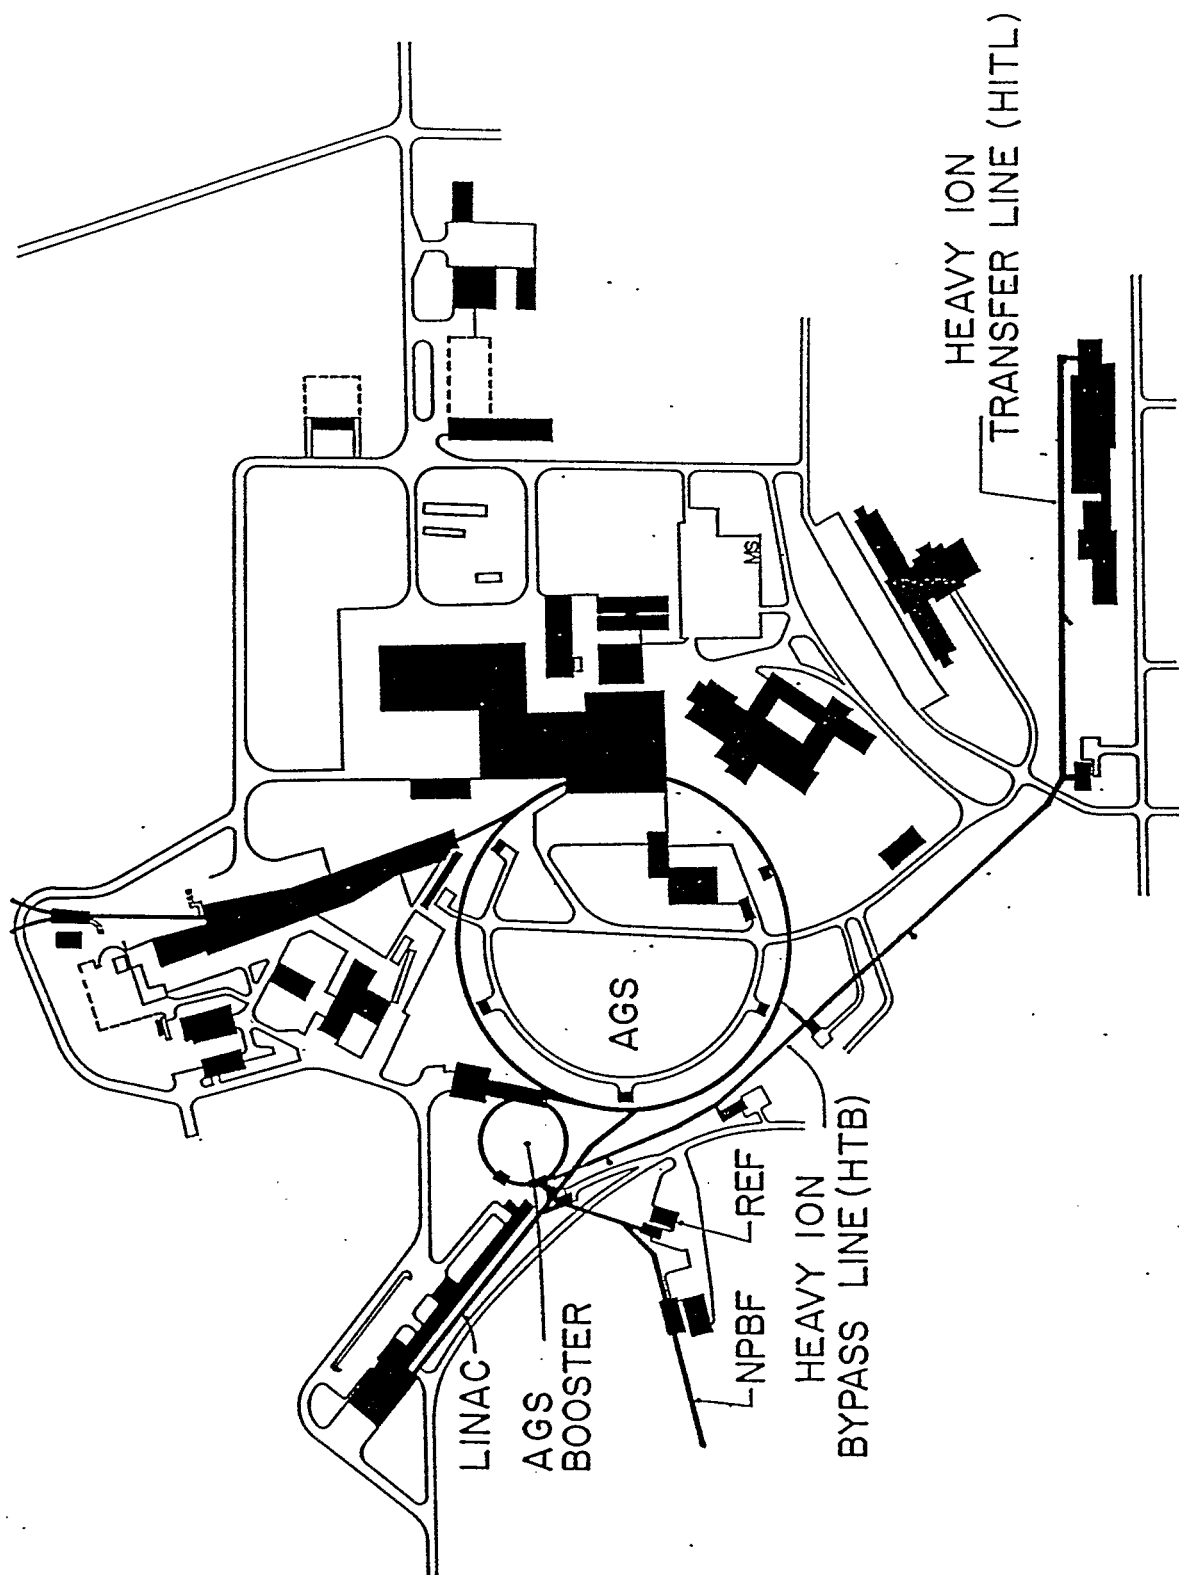 HEAVY ION
TRANSFER LINE (HITL)
MS
AGS
LINAC
AGS
BOOSTER
NPBF
REF
HEAVY ION
BYPASS LINE (HTB)